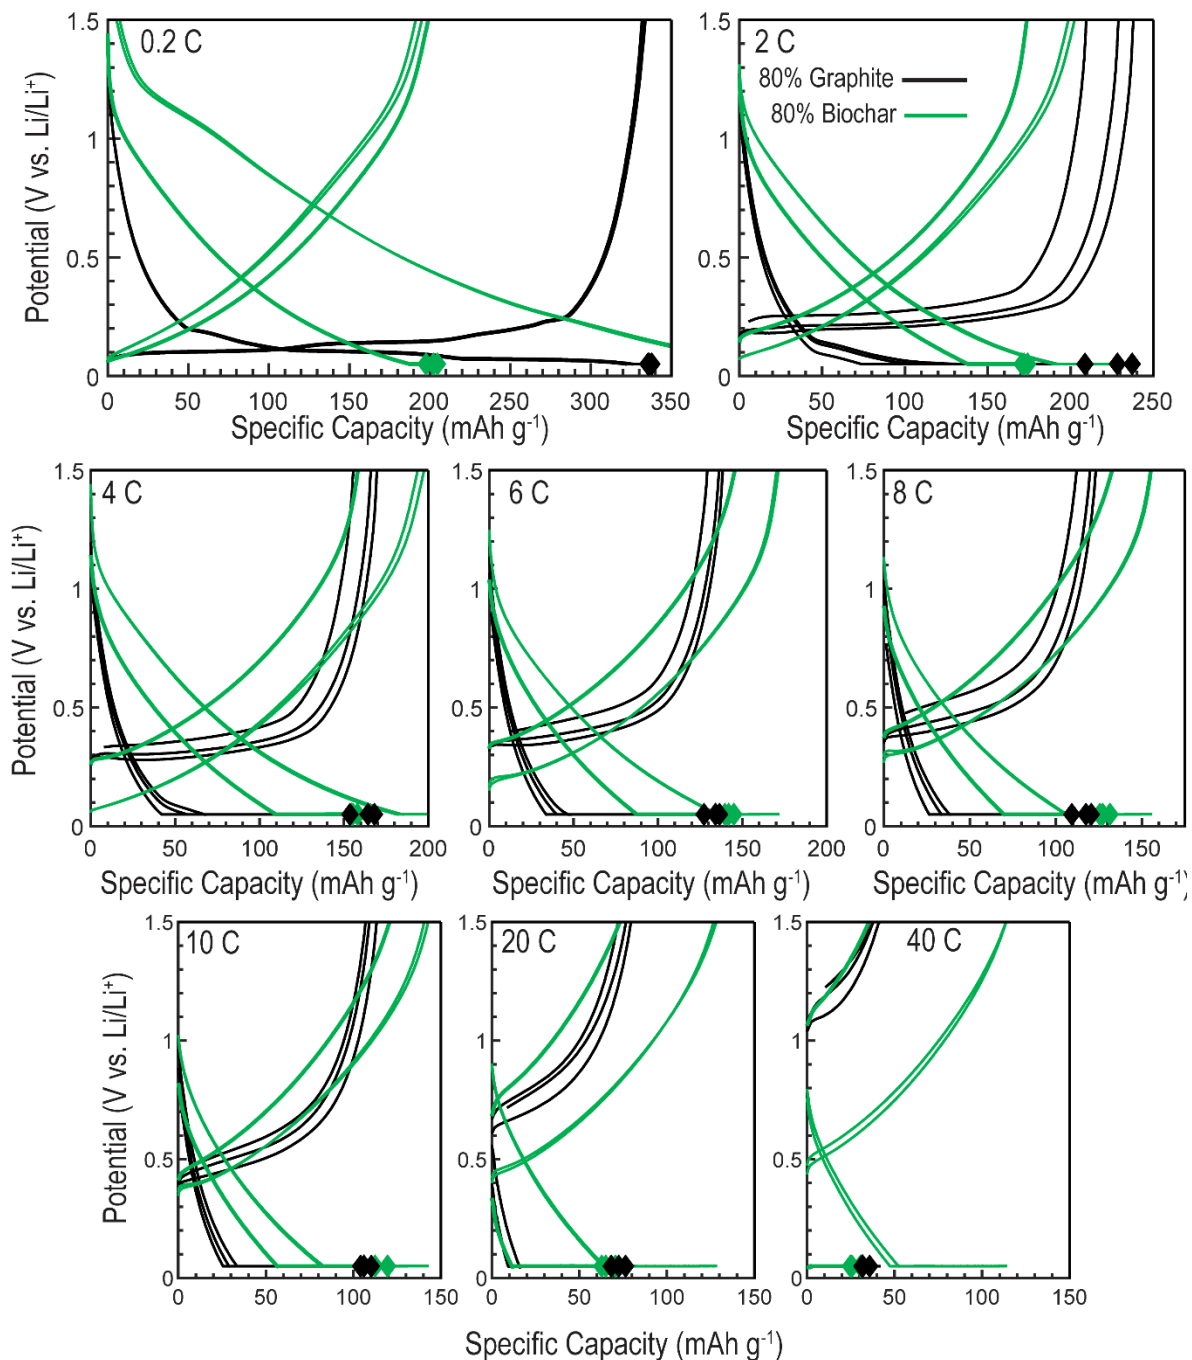 0.2 C
1.5
1
0.5
0
0 50 100 150 200 250 300 350
Potential (V vs. Li/Li⁺)
Specific Capacity (mAh g⁻¹)
2 C
80% Graphite
80% Biochar
1.5
1
0.5
0
0 50 100 150 200 250
Specific Capacity (mAh g⁻¹)
4 C
1.5
1
0.5
0
0 50 100 150 200
Potential (V vs. Li/Li⁺)
Specific Capacity (mAh g⁻¹)
6 C
1.5
1
0.5
0
0 50 100 150 200
Specific Capacity (mAh g⁻¹)
8 C
1.5
1
0.5
0
0 50 100 150
Specific Capacity (mAh g⁻¹)
10 C
1.5
1
0.5
0
0 50 100 150
Potential (V vs. Li/Li⁺)
20 C
1.5
1
0.5
0
0 50 100 150
40 C
1.5
1
0.5
0
0 50 100 150
Specific Capacity (mAh g⁻¹)